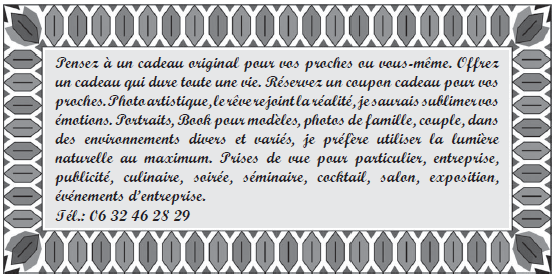 Pensez à un cadeau original pour vos proches ou vous-même. Offrez
un cadeau qui dure toute une vie. Réservez un coupon cadeau pour vos
proches. Photo artistique, le rêve rejoint la réalité, je saurais sublimer vos
émotions. Portraits, Book pour modèles, photos de famille, couple, dans
des environnements divers et variés, je préfère utiliser la lumière
naturelle au maximum. Prises de vue pour particulier, entreprise,
publicité, culinaire, soirée, séminaire, cocktail, salon, exposition,
événements d'entreprise.
Tél.: 06 32 46 28 29